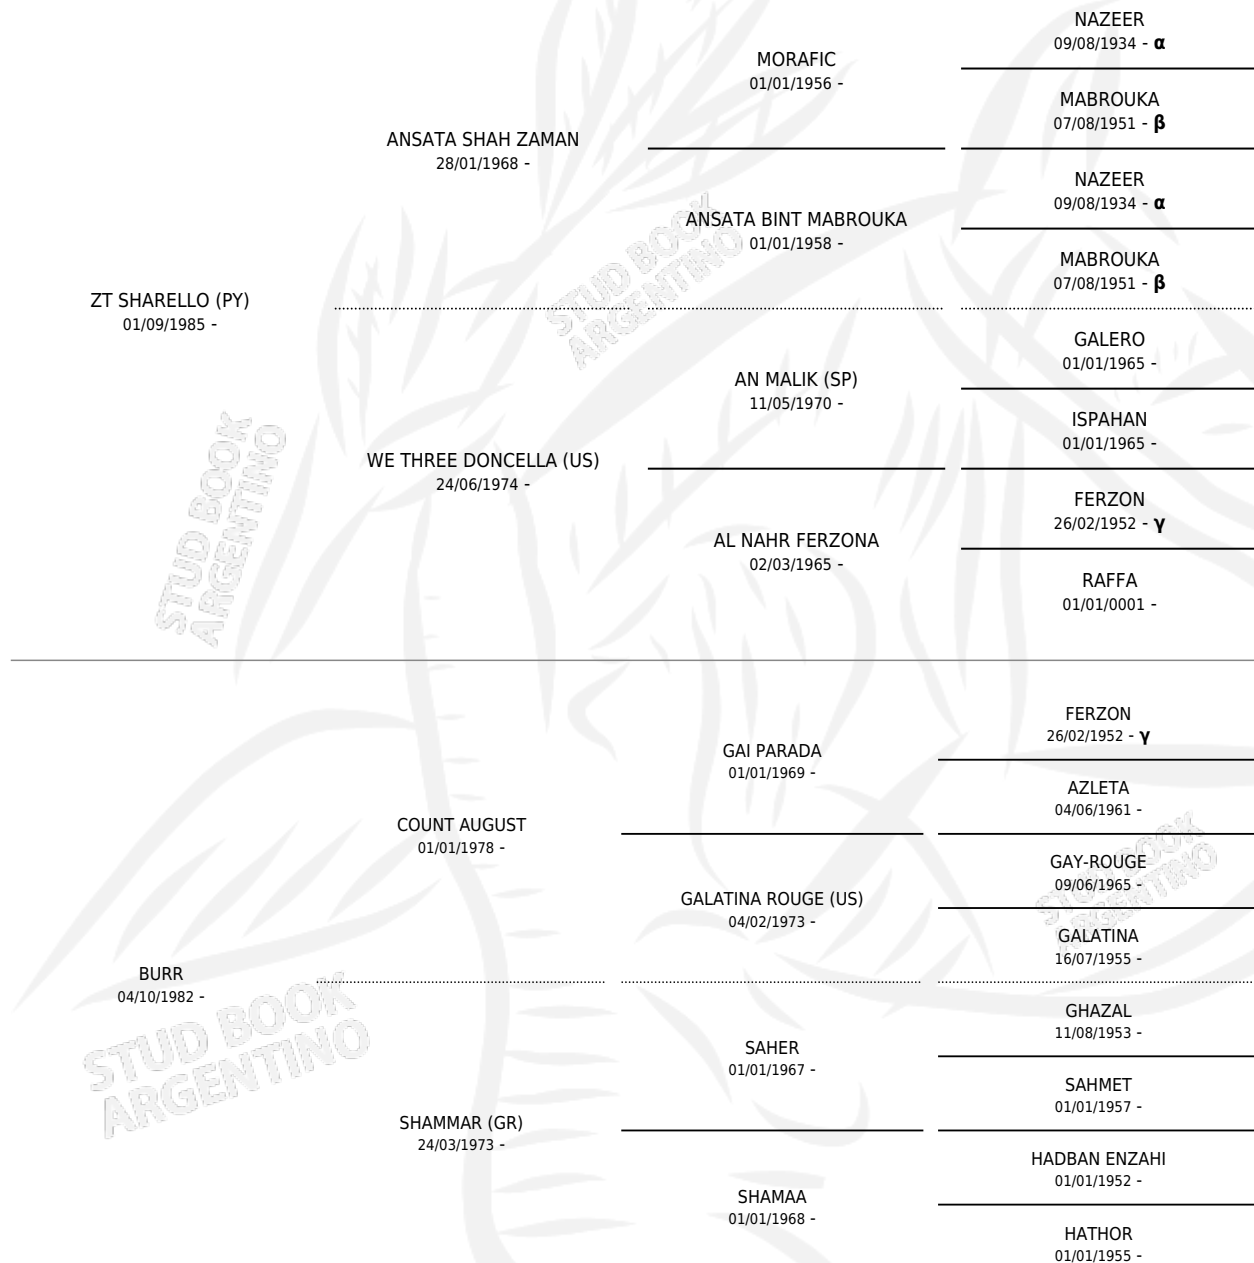 NAZEER
09/08/1934 - α
MORAFIC
01/01/1956 -
MABROUKA
07/08/1951 - β
ANSATA SHAH ZAMAN
28/01/1968 -
NAZEER
09/08/1934 - α
ANSATA BINT MABROUKA
01/01/1958 -
MABROUKA
07/08/1951 - β
ZT SHARELLO (PY)
01/09/1985 -
GALERO
01/01/1965 -
AN MALIK (SP)
11/05/1970 -
ISPAHAN
01/01/1965 -
WE THREE DONCELLA (US)
24/06/1974 -
FERZON
26/02/1952 - γ
AL NAHR FERZONA
02/03/1965 -
RAFFA
01/01/0001 -
FERZON
26/02/1952 - γ
GAI PARADA
01/01/1969 -
AZLETA
04/06/1961 -
COUNT AUGUST
01/01/1978 -
GAY-ROUGE
09/06/1965 -
GALATINA ROUGE (US)
04/02/1973 -
GALATINA
16/07/1955 -
BURR
04/10/1982 -
GHAZAL
11/08/1953 -
SAHER
01/01/1967 -
SAHMET
01/01/1957 -
SHAMMAR (GR)
24/03/1973 -
HADBAN ENZAHI
01/01/1952 -
SHAMAA
01/01/1968 -
HATHOR
01/01/1955 -
STUD BOOK
ARGENTINO
STUD BOOK
ARGENTINO
STUD BOOK
ARGENTINO
STUD BOOK
ARGENTINO